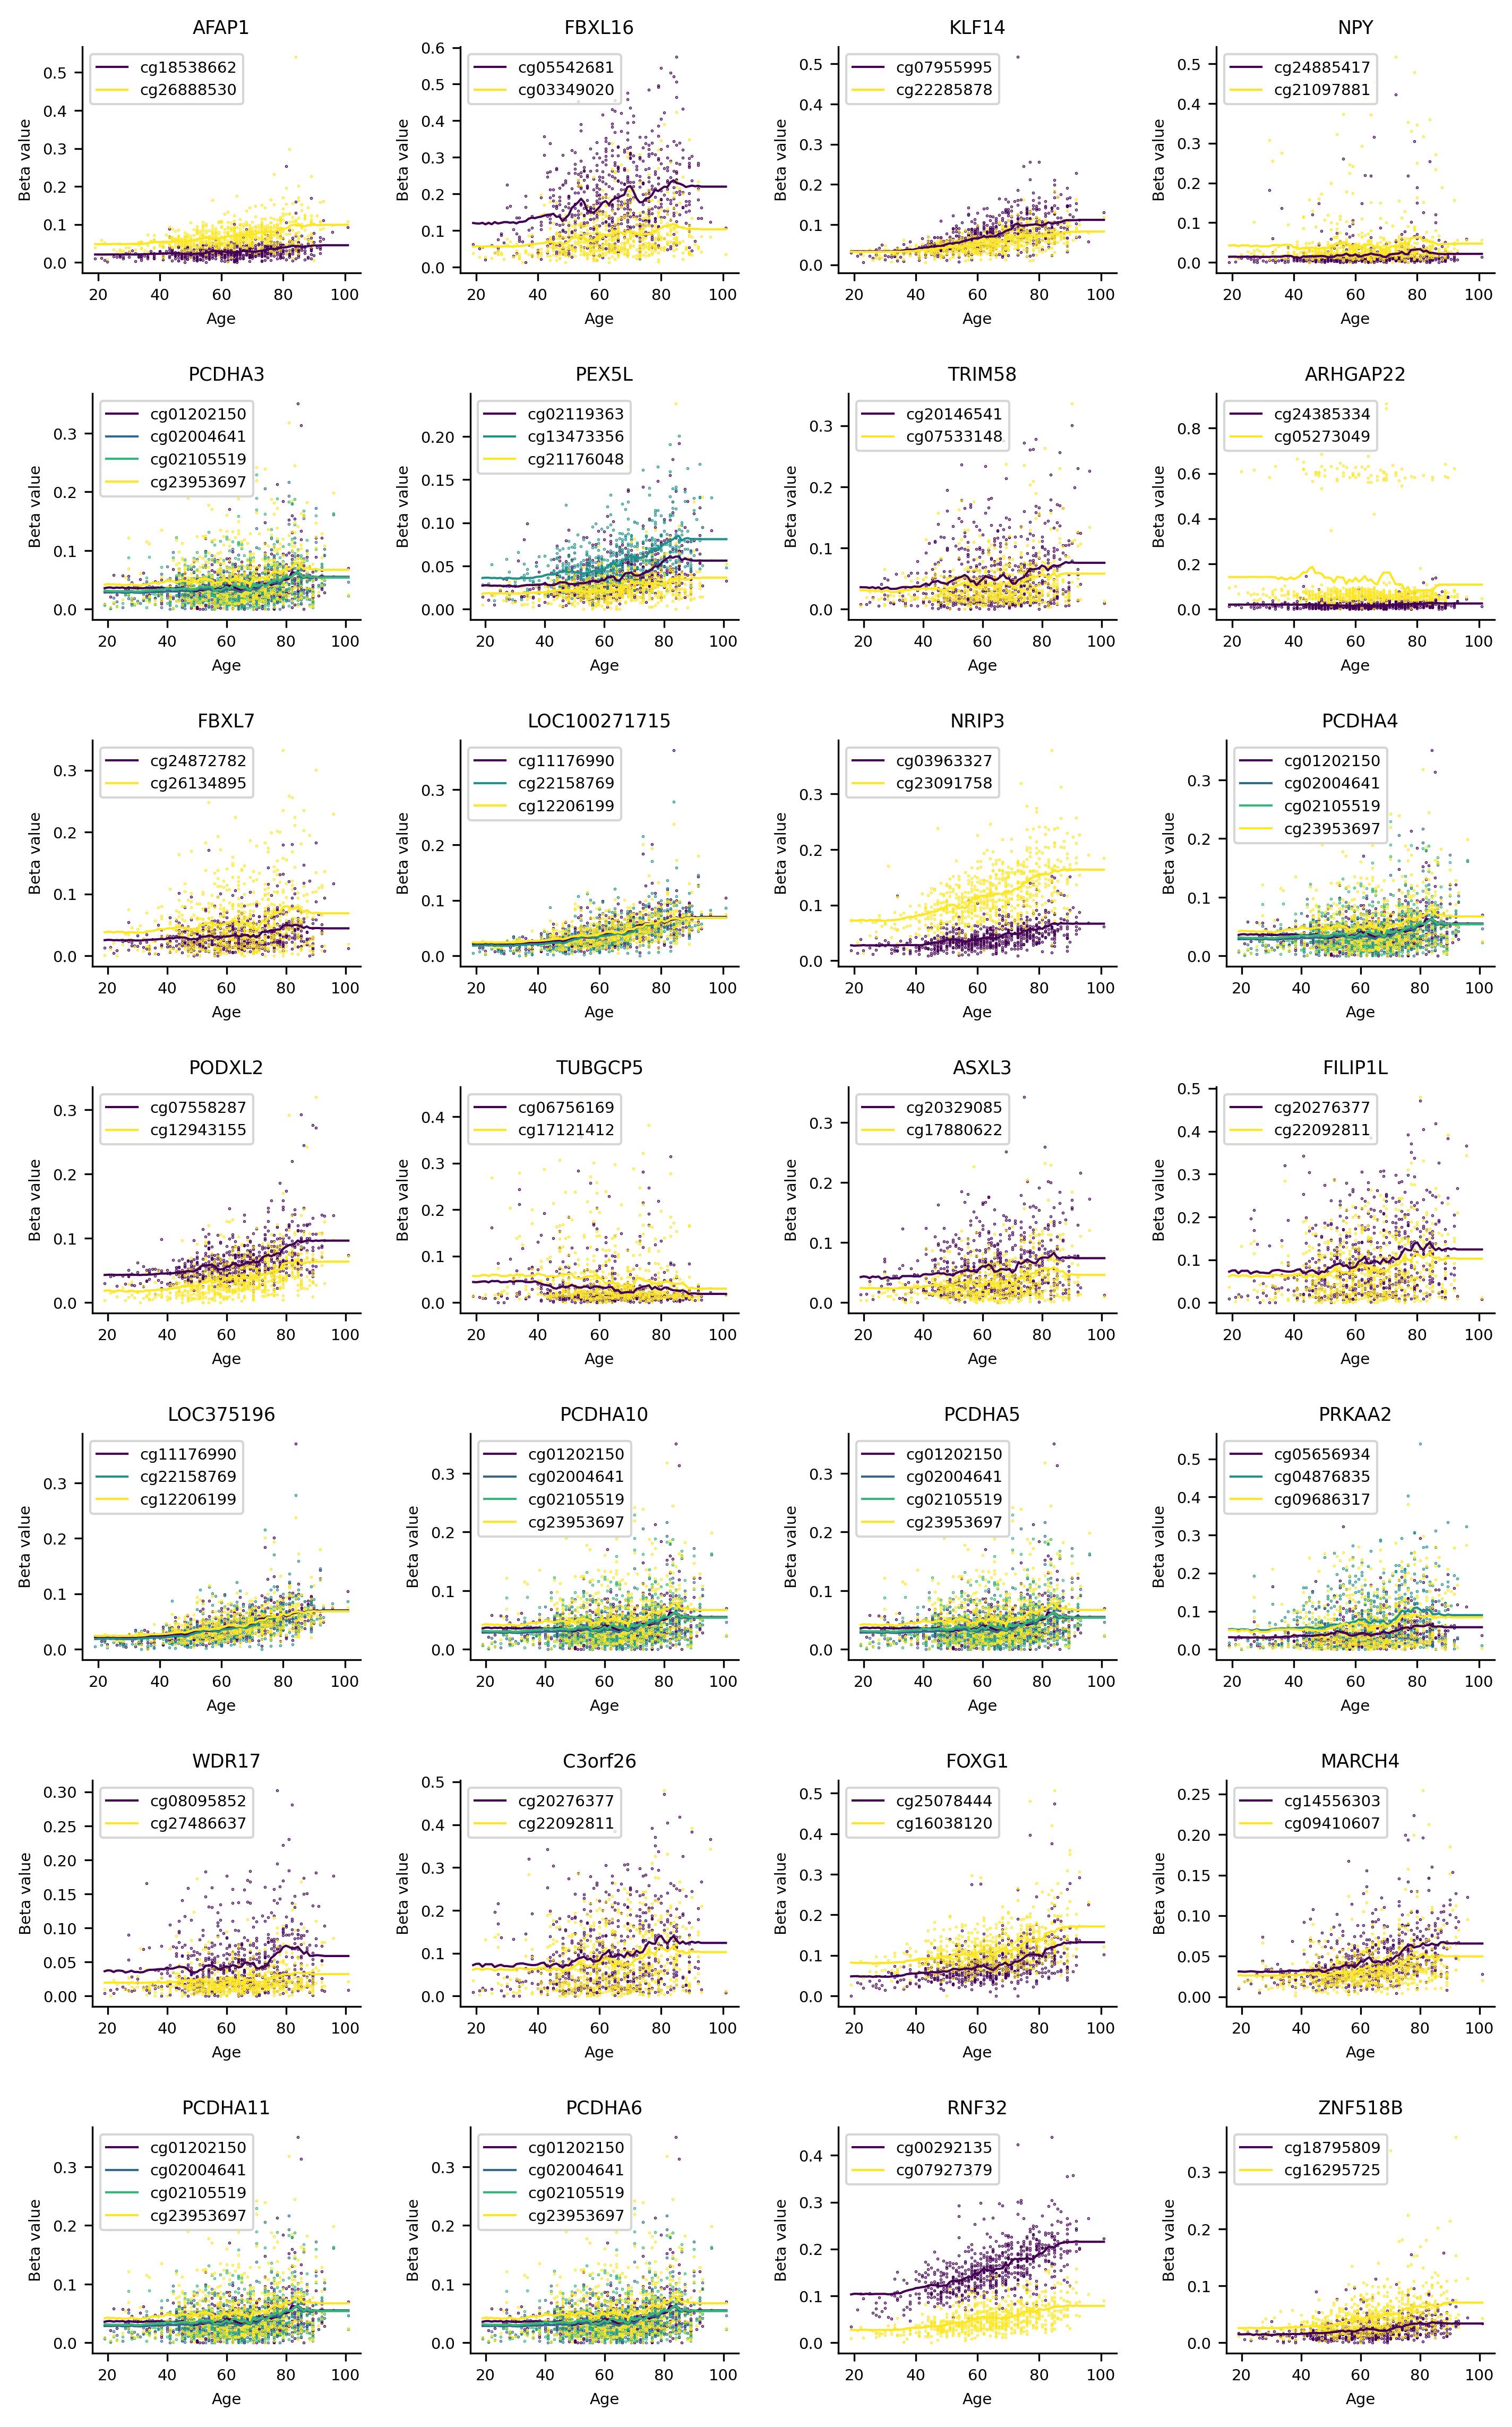 AFAP1
cg18538662
cg26888530
0.5
0.4
0.3
0.2
0.1
0.0
Beta value
20 40 60 80 100
Age
FBXL16
cg05542681
cg03349020
0.6
0.5
0.4
0.3
0.2
0.1
0.0
Beta value
20 40 60 80 100
Age
KLF14
cg07955995
cg22285878
0.5
0.4
0.3
0.2
0.1
0.0
Beta value
20 40 60 80 100
Age
NPY
cg24885417
cg21097881
0.5
0.4
0.3
0.2
0.1
0.0
Beta value
20 40 60 80 100
Age
PCDHA3
cg01202150
cg02004641
cg02105519
cg23953697
0.3
0.2
0.1
0.0
Beta value
20 40 60 80 100
Age
PEX5L
cg02119363
cg13473356
cg21176048
0.20
0.15
0.10
0.05
0.00
Beta value
20 40 60 80 100
Age
TRIM58
cg20146541
cg07533148
0.3
0.2
0.1
0.0
Beta value
20 40 60 80 100
Age
ARHGAP22
cg24385334
cg05273049
0.8
0.6
0.4
0.2
0.0
Beta value
20 40 60 80 100
Age
FBXL7
cg24872782
cg26134895
0.3
0.2
0.1
0.0
Beta value
20 40 60 80 100
Age
LOC100271715
cg11176990
cg22158769
cg12206199
0.3
0.2
0.1
0.0
Beta value
20 40 60 80 100
Age
NRIP3
cg03963327
cg23091758
0.3
0.2
0.1
0.0
Beta value
20 40 60 80 100
Age
PCDHA4
cg01202150
cg02004641
cg02105519
cg23953697
0.3
0.2
0.1
0.0
Beta value
20 40 60 80 100
Age
PODXL2
cg07558287
cg12943155
0.3
0.2
0.1
0.0
Beta value
20 40 60 80 100
Age
TUBGCP5
cg06756169
cg17121412
0.4
0.3
0.2
0.1
0.0
Beta value
20 40 60 80 100
Age
ASXL3
cg20329085
cg17880622
0.3
0.2
0.1
0.0
Beta value
20 40 60 80 100
Age
FILIP1L
cg20276377
cg22092811
0.5
0.4
0.3
0.2
0.1
0.0
Beta value
20 40 60 80 100
Age
LOC375196
cg11176990
cg22158769
cg12206199
0.3
0.2
0.1
0.0
Beta value
20 40 60 80 100
Age
PCDHA10
cg01202150
cg02004641
cg02105519
cg23953697
0.3
0.2
0.1
0.0
Beta value
20 40 60 80 100
Age
PCDHA5
cg01202150
cg02004641
cg02105519
cg23953697
0.3
0.2
0.1
0.0
Beta value
20 40 60 80 100
Age
PRKAA2
cg05656934
cg04876835
cg09686317
0.5
0.4
0.3
0.2
0.1
0.0
Beta value
20 40 60 80 100
Age
WDR17
cg08095852
cg27486637
0.30
0.25
0.20
0.15
0.10
0.05
0.00
Beta value
20 40 60 80 100
Age
C3orf26
cg20276377
cg22092811
0.5
0.4
0.3
0.2
0.1
0.0
Beta value
20 40 60 80 100
Age
FOXG1
cg25078444
cg16038120
0.5
0.4
0.3
0.2
0.1
0.0
Beta value
20 40 60 80 100
Age
MARCH4
cg14556303
cg09410607
0.25
0.20
0.15
0.10
0.05
0.00
Beta value
20 40 60 80 100
Age
PCDHA11
cg01202150
cg02004641
cg02105519
cg23953697
0.3
0.2
0.1
0.0
Beta value
20 40 60 80 100
Age
PCDHA6
cg01202150
cg02004641
cg02105519
cg23953697
0.3
0.2
0.1
0.0
Beta value
20 40 60 80 100
Age
RNF32
cg00292135
cg07927379
0.4
0.3
0.2
0.1
0.0
Beta value
20 40 60 80 100
Age
ZNF518B
cg18795809
cg16295725
0.3
0.2
0.1
0.0
Beta value
20 40 60 80 100
Age